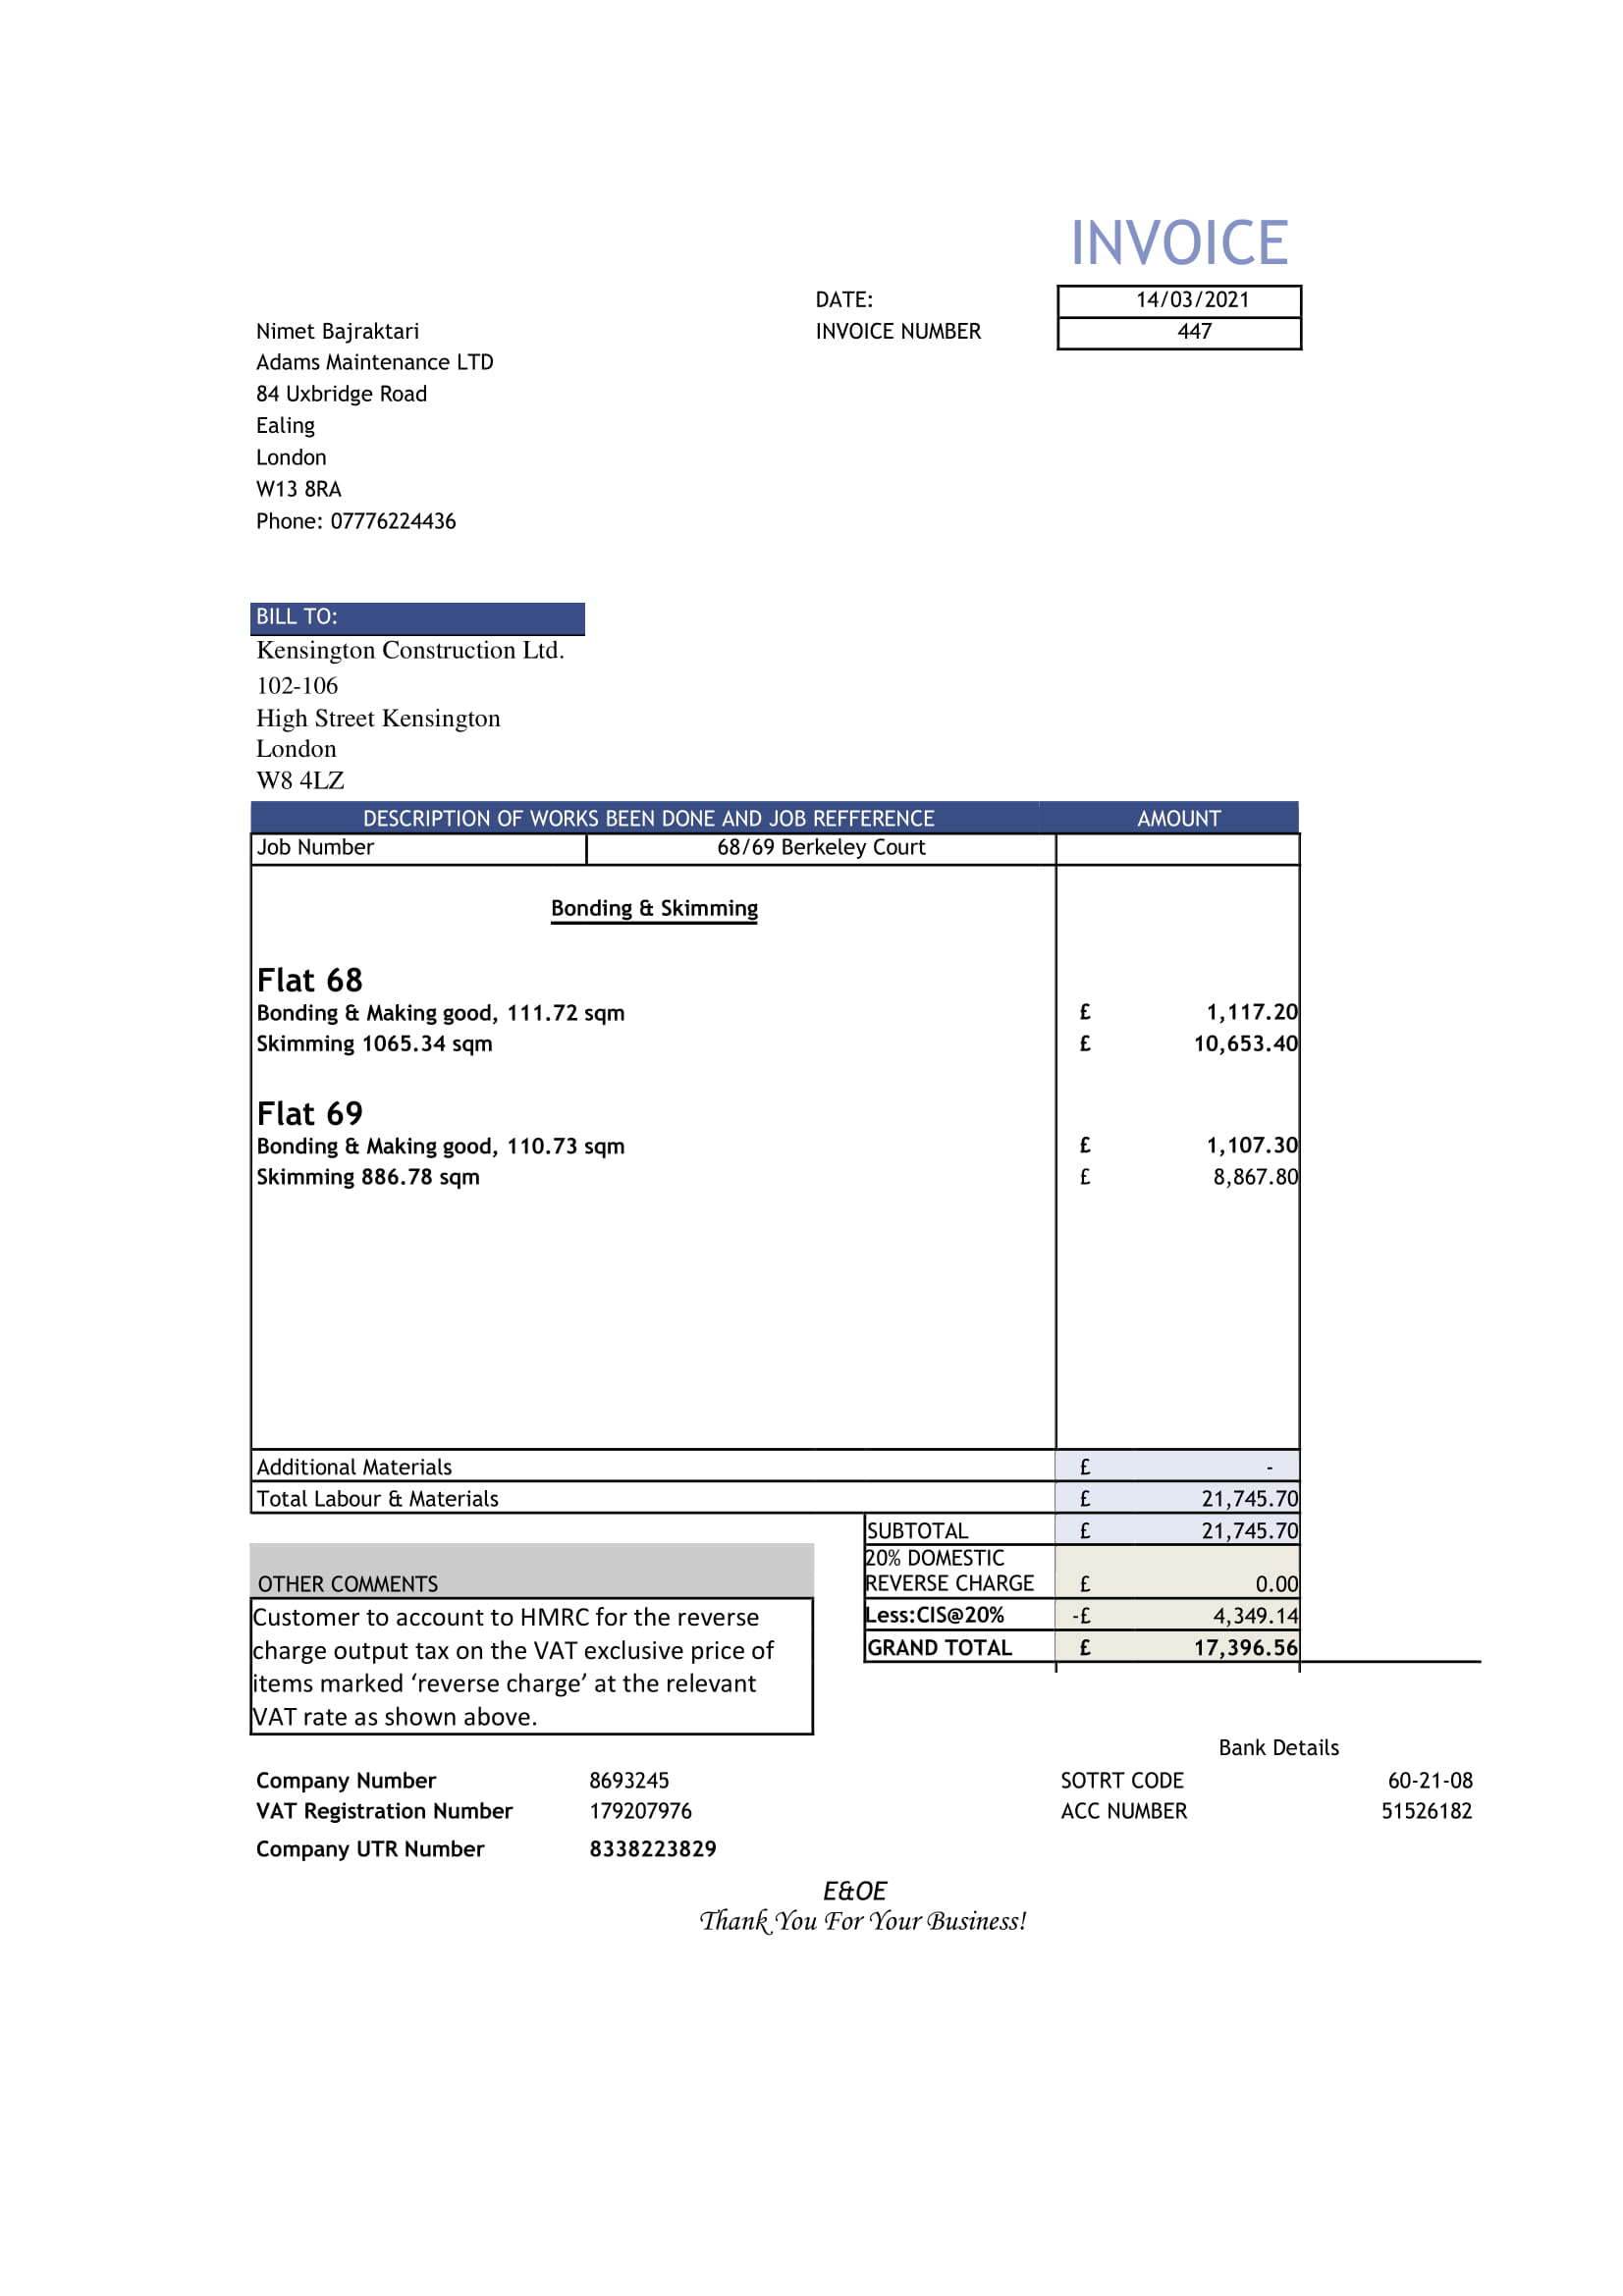 INVOICE
DATE: 14/03/2021
Nimet Bajraktari INVOICE NUMBER 447
Adams Maintenance LTD
84 Uxbridge Road
Ealing
London
W13 8RA
Phone: 07776224436
BILL TO:
Kensington Construction Ltd.
102-106
High Street Kensington
London
W8 4LZ
DESCRIPTION OF WORKS BEEN DONE AND JOB REFFERENCE AMOUNT
Job Number 68/69 Berkeley Court
Bonding & Skimming
Flat 68
Bonding & Making good, 111.72 sqm £ 1,117.20
Skimming 1065.34 sqm £ 10,653.40
Flat 69
Bonding & Making good, 110.73 sqm £ 1,107.30
Skimming 886.78 sqm £ 8,867.80
Additional Materials £ -
Total Labour & Materials £ 21,745.70
SUBTOTAL £ 21,745.70
20% DOMESTIC
REVERSE CHARGE £ 0.00
Less:CIS@20% -£ 4,349.14
GRAND TOTAL £ 17,396.56
OTHER COMMENTS
Customer to account to HMRC for the reverse
charge output tax on the VAT exclusive price of
items marked ‘reverse charge’ at the relevant
VAT rate as shown above.
Bank Details
Company Number 8693245 SOTRT CODE 60-21-08
VAT Registration Number 179207976 ACC NUMBER 51526182
Company UTR Number 8338223829
E&OE
Thank You For Your Business!